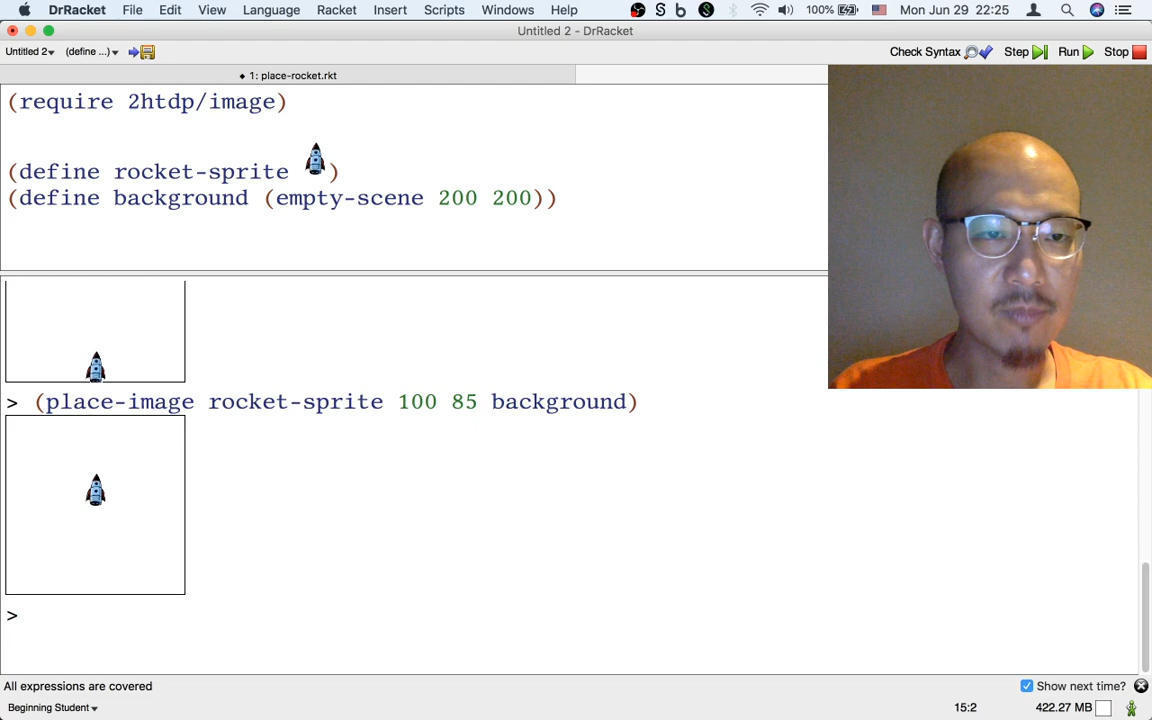 DrRacket File Edit View Language Racket Insert Scripts Windows Help 100% Mon Jun 29 22:25
Untitled 2 - DrRacket
Untitled 2 (define ...) Check Syntax Step Run Stop
1: place-rocket.rkt
(require 2htdp/image)
(define rocket-sprite )
(define background (empty-scene 200 200))
> (place-image rocket-sprite 100 85 background)
>
All expressions are covered Show next time?
Beginning Student 15:2 422.27 MB